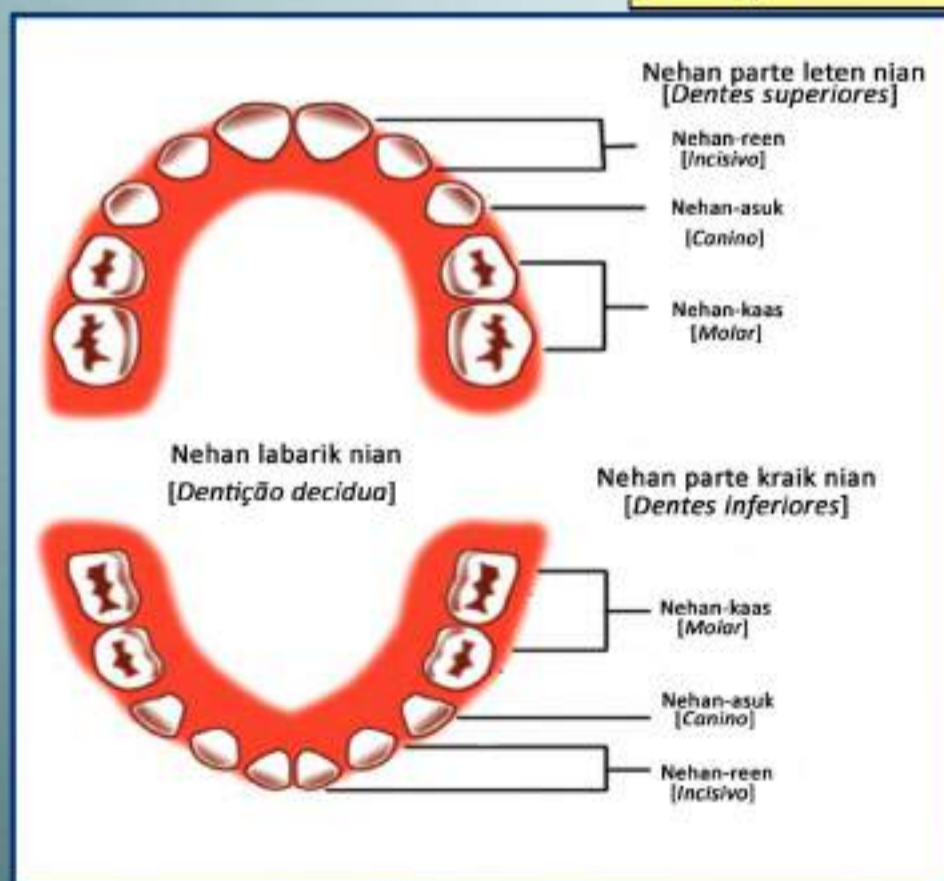 Nehan parte leten nian
[Dentes superiores]
Nehan-reen
[Incisivo]
Nehan-asuk
[Canino]
Nehan-kaas
[Molar]
Nehan labarik nian
[Dentição decídua]
Nehan parte kraik nian
[Dentes inferiores]
Nehan-kaas
[Molar]
Nehan-asuk
[Canino]
Nehan-reen
[Incisivo]